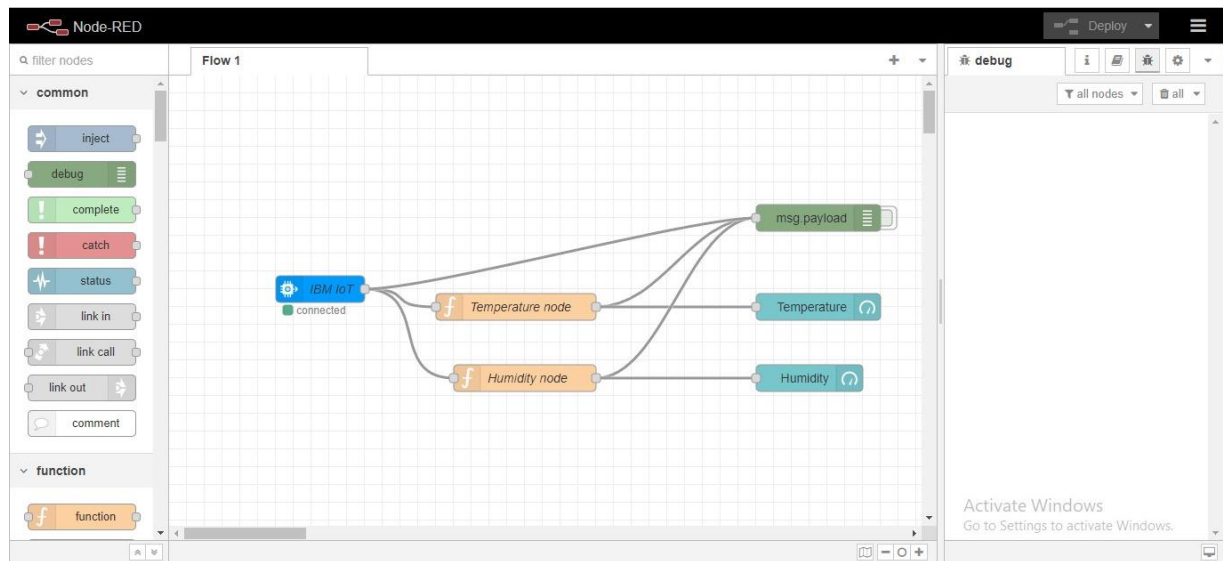 Node-RED
Deploy
filter nodes
Flow 1
debug
i
common
all nodes
all
inject
debug
complete
catch
status
link in
link call
link out
comment
function
f function
IBM IoT
connected
f Temperature node
f Humidity node
msg.payload
Temperature
Humidity
Activate Windows
Go to Settings to activate Windows.